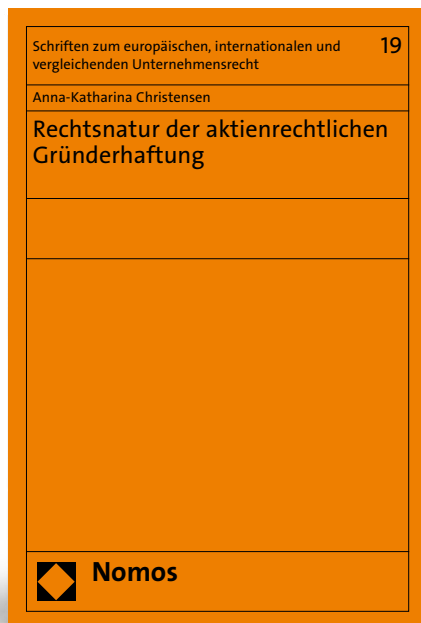 Schriften zum europäischen, internationalen und 19
vergleichenden Unternehmensrecht
Anna-Katharina Christensen
Rechtsnatur der aktienrechtlichen
Gründerhaftung
Nomos